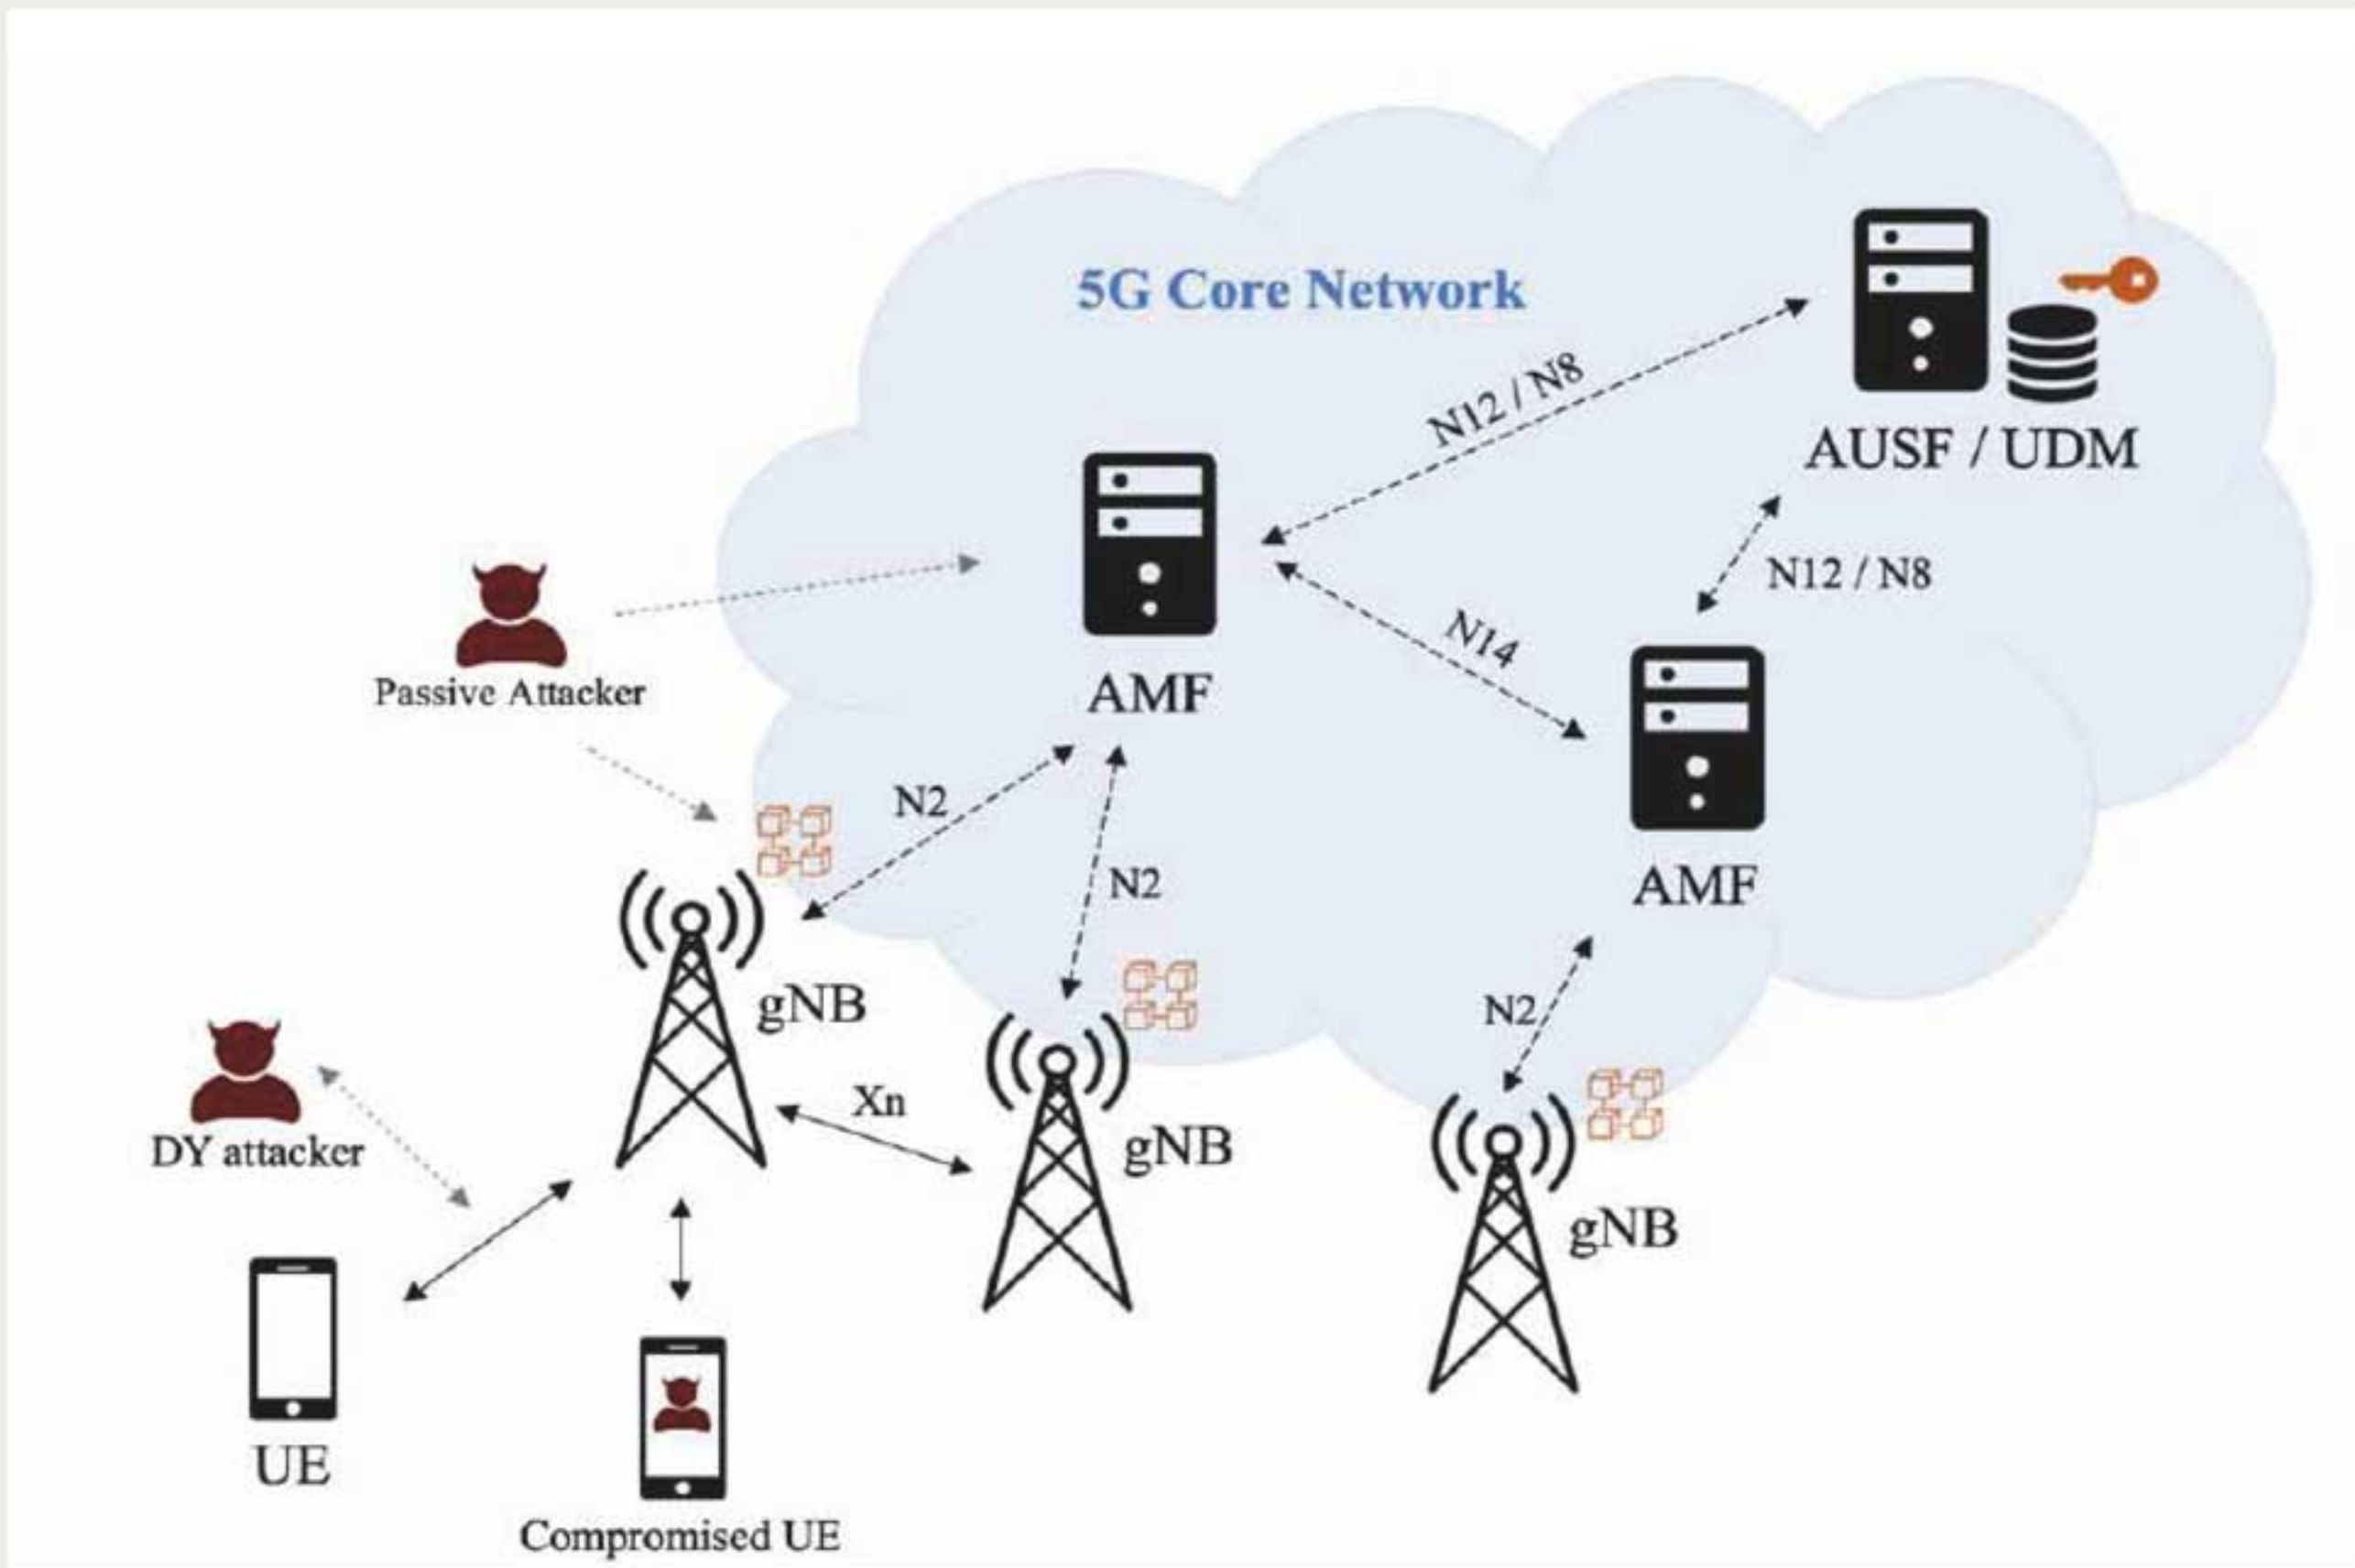 5G Core Network
N12 / N8
AUSF / UDM
N12 / N8
Passive Attacker
AMF
N14
N2
N2
AMF
gNB
N2
DY attacker
Xn
gNB
gNB
UE
Compromised UE